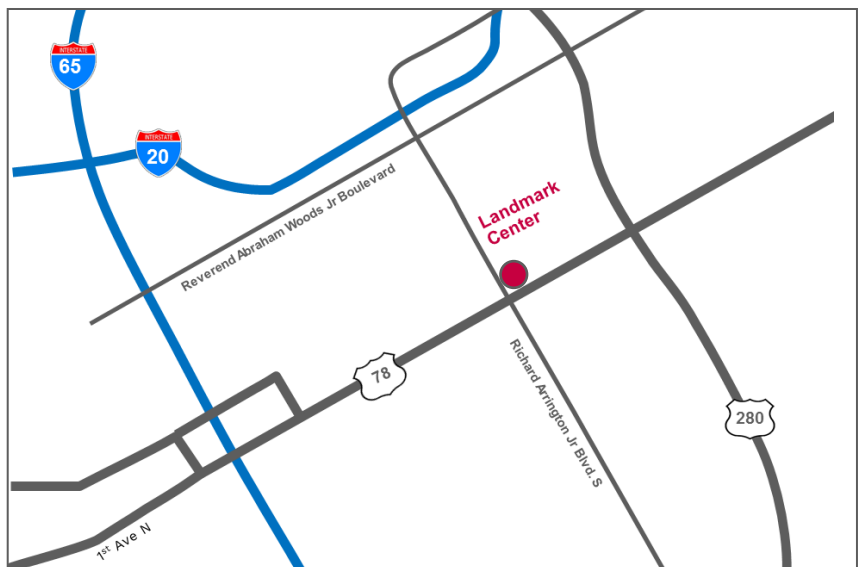 INTERSTATE
65
INTERSTATE
20
Reverend Abraham Woods Jr Boulevard
Landmark
Center
78
Richard Arrington Jr Blvd. S
280
1st Ave N